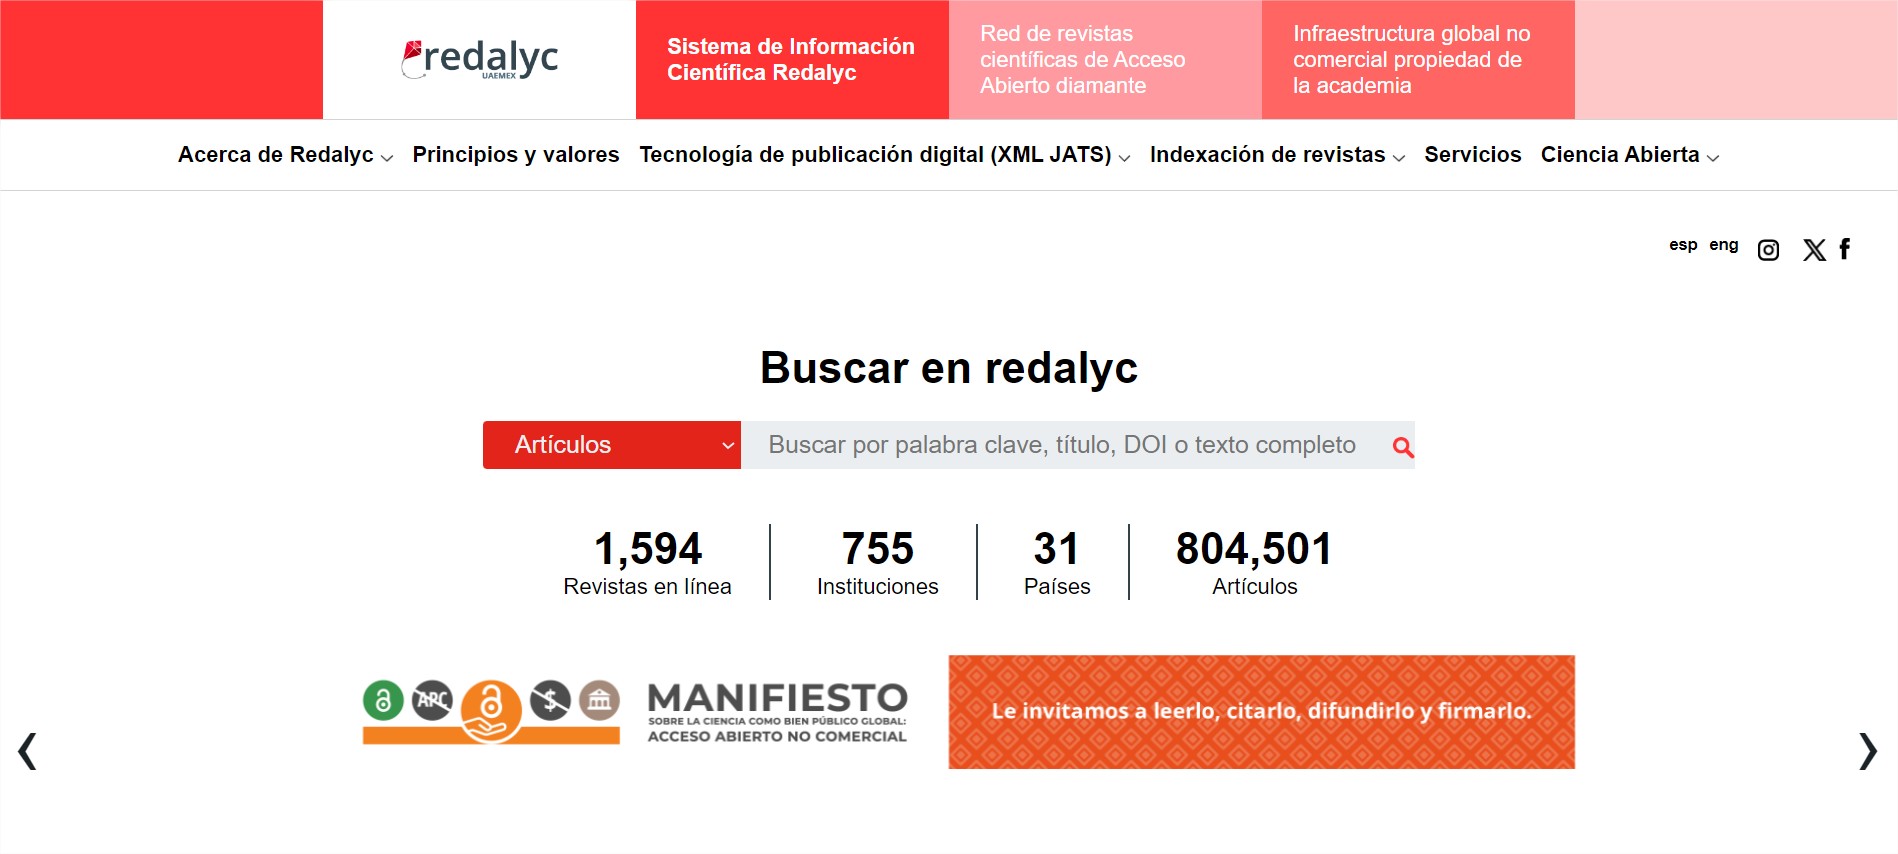 redalyc
UAEMEX
Sistema de Información
Científica Redalyc
Red de revistas
científicas de Acceso
Abierto diamante
Infraestructura global no
comercial propiedad de
la academia
Acerca de Redalyc Principios y valores Tecnología de publicación digital (XML JATS) Indexación de revistas Servicios Ciencia Abierta
esp eng
Buscar en redalyc
Artículos Buscar por palabra clave, título, DOI o texto completo
1,594 755 31 804,501
Revistas en línea Instituciones Países Artículos
APC $
MANIFIESTO
SOBRE LA CIENCIA COMO BIEN PÚBLICO GLOBAL:
ACCESO ABIERTO NO COMERCIAL
Le invitamos a leerlo, citarlo, difundirlo y firmarlo.